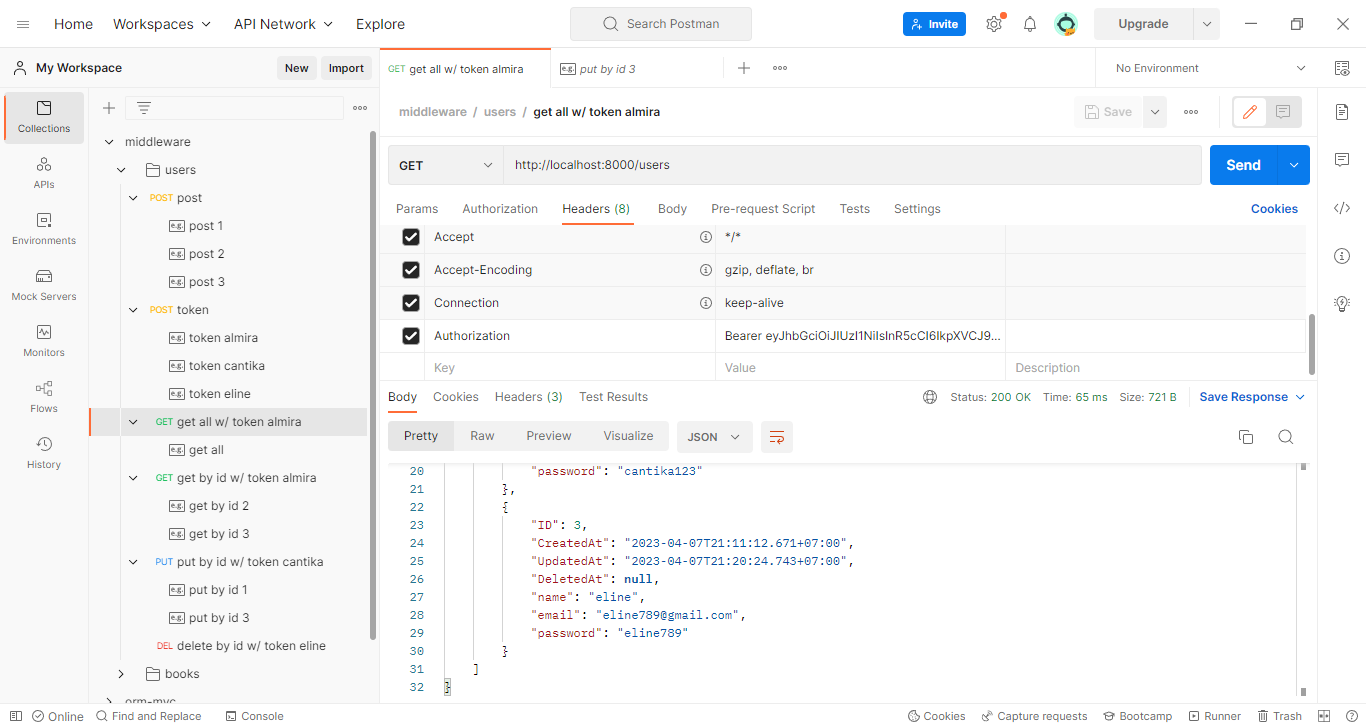 Home Workspaces API Network Explore Search Postman Invite Upgrade
My Workspace New Import GET get all w/ token almira e.g. put by id 3 No Environment
Collections
APIs
Environments
Mock Servers
Monitors
Flows
History
middleware
users
POST post
e.g. post 1
e.g. post 2
e.g. post 3
POST token
e.g. token almira
e.g. token cantika
e.g. token eline
GET get all w/ token almira
e.g. get all
GET get by id w/ token almira
e.g. get by id 2
e.g. get by id 3
PUT put by id w/ token cantika
e.g. put by id 1
e.g. put by id 3
DEL delete by id w/ token eline
books
orm-mvc
middleware / users / get all w/ token almira Save
GET http://localhost:8000/users Send
Params Authorization Headers (8) Body Pre-request Script Tests Settings Cookies
Accept */*
Accept-Encoding gzip, deflate, br
Connection keep-alive
Authorization Bearer eyJhbGciOiJIUzI1NiIsInR5cCI6IkpXVCJ9...
Key Value Description
Body Cookies Headers (3) Test Results Status: 200 OK Time: 65 ms Size: 721 B Save Response
Pretty Raw Preview Visualize JSON
20 "password": "cantika123"
21 },
22 {
23 "ID": 3,
24 "CreatedAt": "2023-04-07T21:11:12.671+07:00",
25 "UpdatedAt": "2023-04-07T21:20:24.743+07:00",
26 "DeletedAt": null,
27 "name": "eline",
28 "email": "eline789@gmail.com",
29 "password": "eline789"
30 }
31 ]
32 }
Online Find and Replace Console Cookies Capture requests Bootcamp Runner Trash